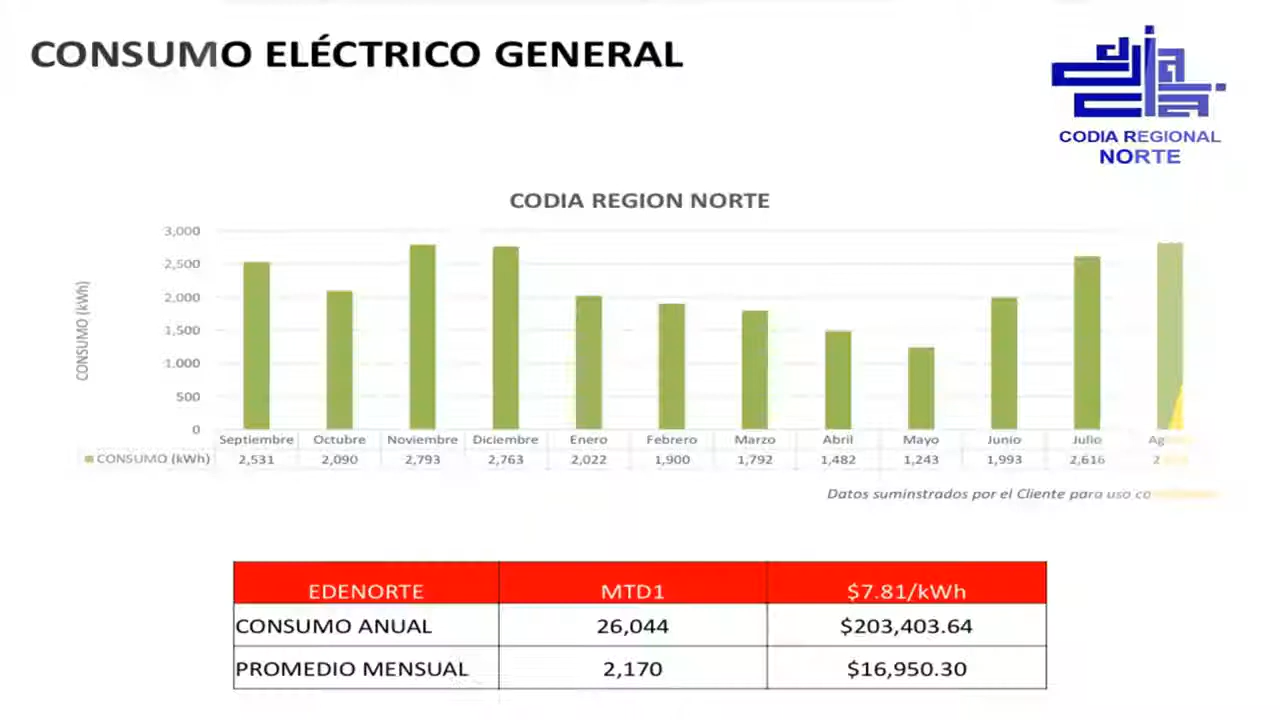 CONSUMO ELÉCTRICO GENERAL
CODIA REGIONAL
NORTE
CODIA REGION NORTE
CONSUMO (kWh)
3,000
2,500
2,000
1,500
1.000
500
0
Septiembre Octubre Noviembre Diciembre Enero Febrero Marzo Abril Mayo Junio Julio
CONSUMO (kWh) 2,531 2,090 2,793 2,763 2,022 1,900 1,792 1,482 1,243 1,993 2,616
Datos suminstrados por el Cliente para uso
EDENORTE MTD1 $7.81/kWh
CONSUMO ANUAL 26,044 $203,403.64
PROMEDIO MENSUAL 2,170 $16,950.30